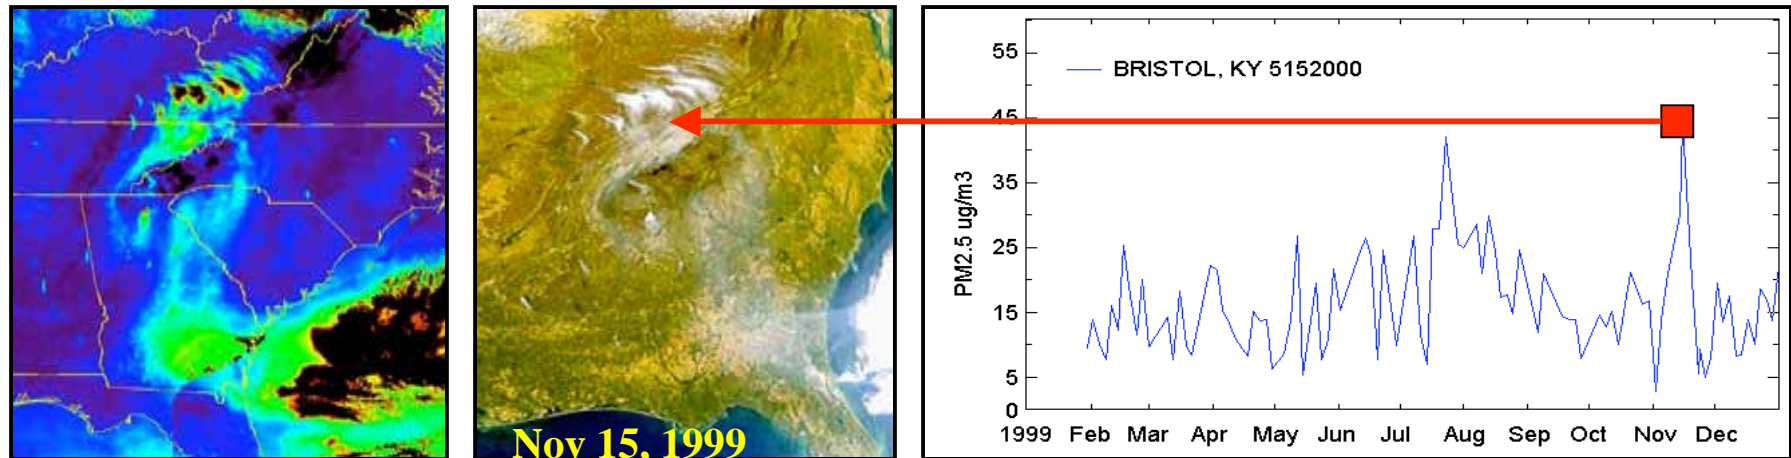 Nov 15, 1999
BRISTOL, KY 5152000
PM2.5 ug/m3
55
45
35
25
15
5
0
1999 Feb Mar Apr May Jun Jul Aug Sep Oct Nov Dec